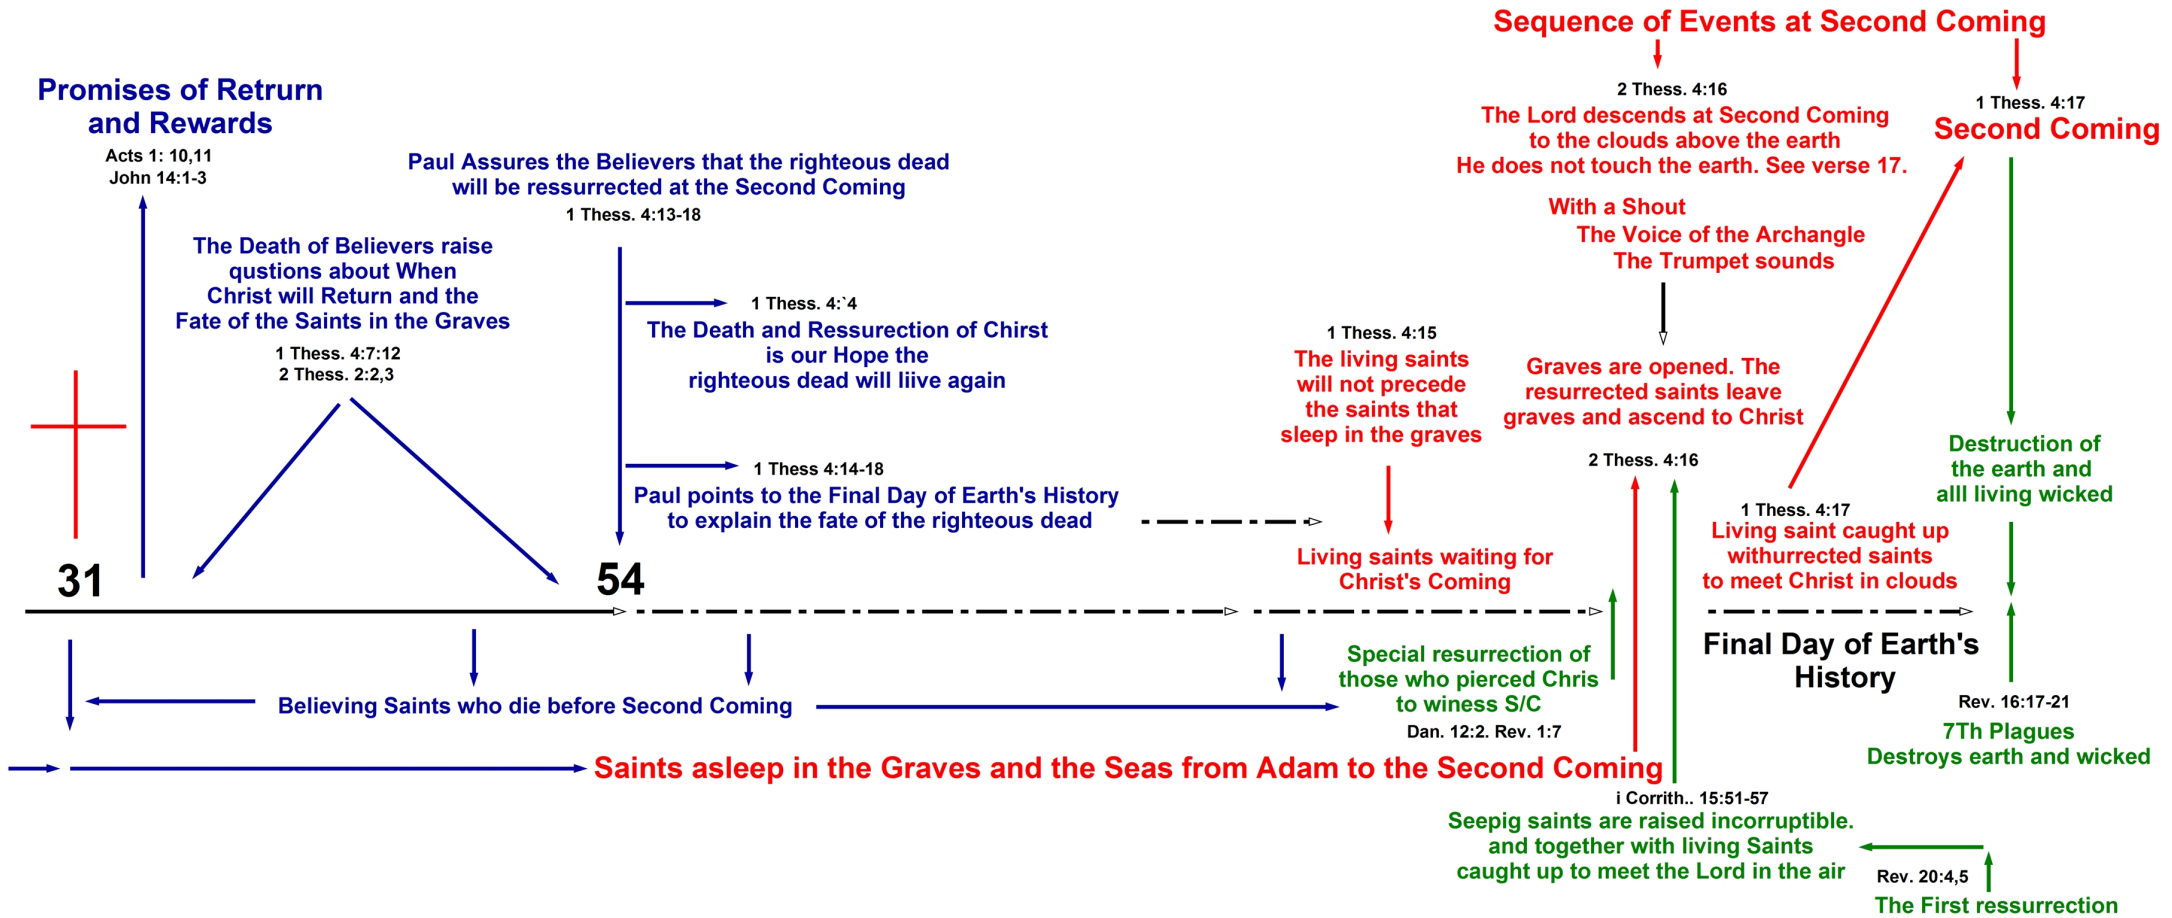 Sequence of Events at Second Coming
Promises of Retrurn
and Rewards
Acts 1: 10,11
John 14:1-3
The Death of Believers raise
qustions about When
Christ will Return and the
Fate of the Saints in the Graves
1 Thess. 4:7:12
2 Thess. 2:2,3
Paul Assures the Believers that the righteous dead
will be ressurrected at the Second Coming
1 Thess. 4:13-18
1 Thess. 4:`4
The Death and Ressurection of Chirst
is our Hope the
righteous dead will liive again
1 Thess 4:14-18
Paul points to the Final Day of Earth's History
to explain the fate of the righteous dead
1 Thess. 4:15
The living saints
will not precede
the saints that
sleep in the graves
Living saints waiting for
Christ's Coming
2 Thess. 4:16
The Lord descends at Second Coming
to the clouds above the earth
He does not touch the earth. See verse 17.
With a Shout
The Voice of the Archangle
The Trumpet sounds
Graves are opened. The
resurrected saints leave
graves and ascend to Christ
2 Thess. 4:16
1 Thess. 4:17
Second Coming
Destruction of
the earth and
alll living wicked
1 Thess. 4:17
Living saint caught up
withurrected saints
to meet Christ in clouds
31
54
Final Day of Earth's
History
Special resurrection of
those who pierced Chris
to winess S/C
Dan. 12:2. Rev. 1:7
Believing Saints who die before Second Coming
Rev. 16:17-21
7Th Plagues
Destroys earth and wicked
Saints asleep in the Graves and the Seas from Adam to the Second Coming
i Corrith.. 15:51-57
Seepig saints are raised incorruptible.
and together with living Saints
caught up to meet the Lord in the air
Rev. 20:4,5
The First ressurrection